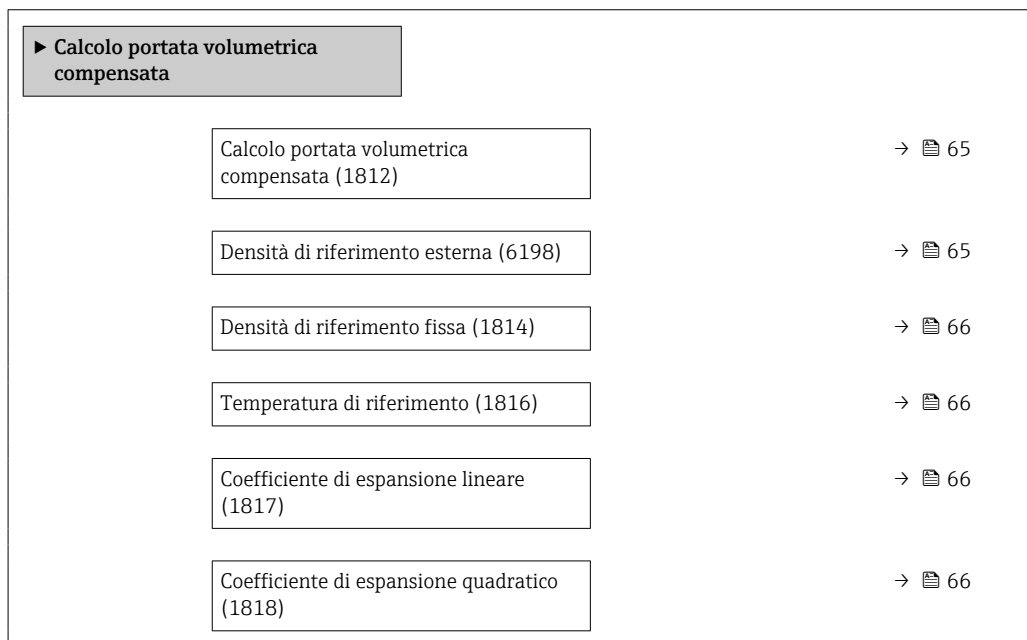 ► Calcolo portata volumetrica
compensata
Calcolo portata volumetrica
compensata (1812)
→ 65
Densità di riferimento esterna (6198)
→ 65
Densità di riferimento fissa (1814)
→ 66
Temperatura di riferimento (1816)
→ 66
Coefficiente di espansione lineare
(1817)
→ 66
Coefficiente di espansione quadratico
(1818)
→ 66